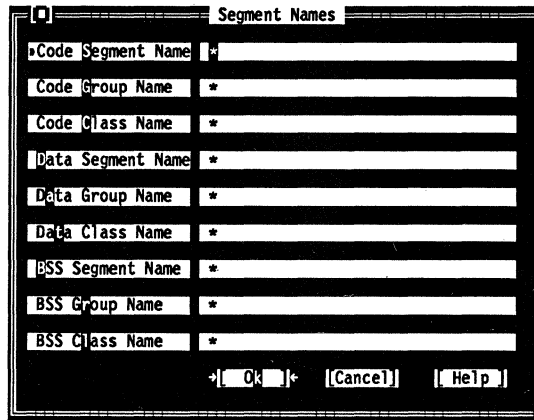 Segment Names
Code Segment Name *
Code Group Name *
Code Class Name *
Data Segment Name *
Data Group Name *
Data Class Name *
BSS Segment Name *
BSS Group Name *
BSS Class Name *
[ Ok ] [Cancel] [ Help ]